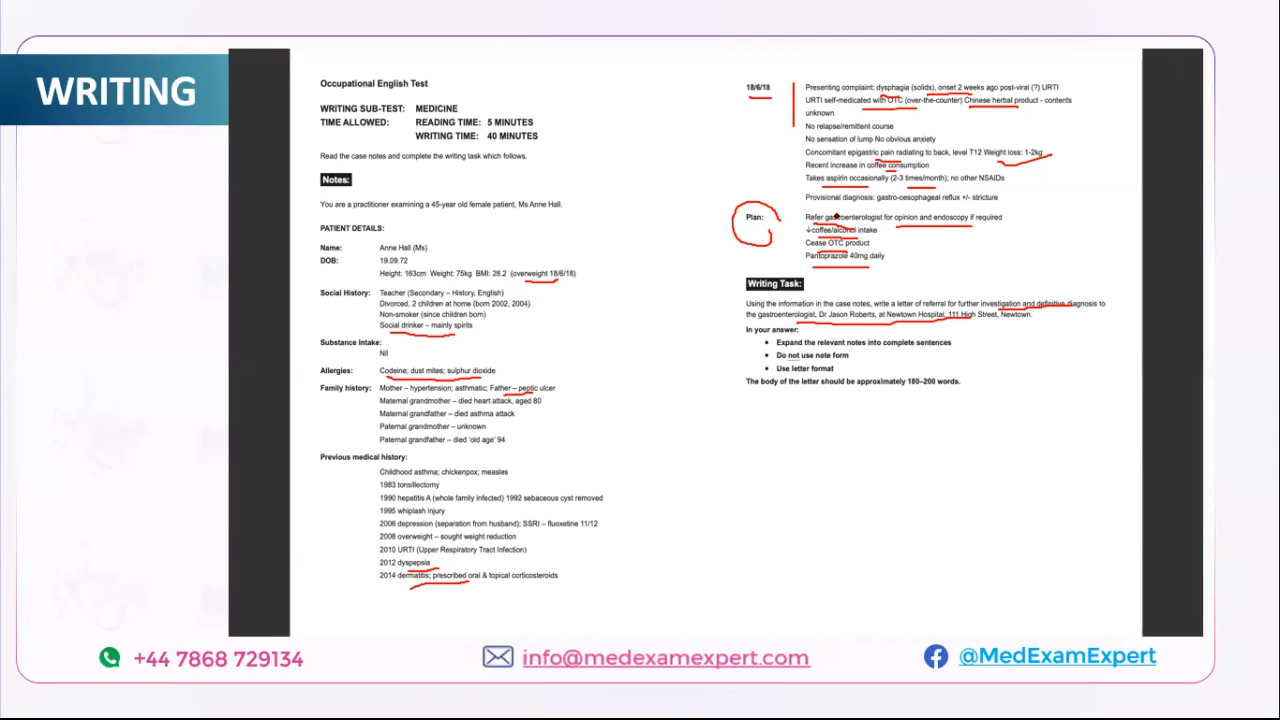 WRITING
Occupational English Test
WRITING SUB-TEST: MEDICINE
TIME ALLOWED: READING TIME: 5 MINUTES
WRITING TIME: 40 MINUTES
Read the case notes and complete the writing task which follows.
Notes:
You are a practitioner examining a 45-year old female patient, Ms Anne Hall.
PATIENT DETAILS:
Name: Anne Hall (Ms)
DOB: 19.09.72
Height: 163cm Weight: 75kg BMI: 28.2 (overweight 18/6/18)
Social History: Teacher (Secondary – History, English)
Divorced, 2 children at home (born 2002, 2004)
Non-smoker (since children born)
Social drinker – mainly spirits
Substance Intake:
Nil
Allergies: Codeine; dust mites; sulphur dioxide
Family history: Mother – hypertension; asthmatic; Father – peptic ulcer
Maternal grandmother – died heart attack, aged 80
Maternal grandfather – died asthma attack
Paternal grandmother – unknown
Paternal grandfather – died 'old age' 94
Previous medical history:
Childhood asthma; chickenpox; measles
1983 tonsillectomy
1990 hepatitis A (whole family infected) 1992 sebaceous cyst removed
1995 whiplash injury
2006 depression (separation from husband); SSRI – fluoxetine 11/12
2008 overweight – sought weight reduction
2010 URTI (Upper Respiratory Tract Infection)
2012 dyspepsia
2014 dermatitis; prescribed oral & topical corticosteroids
18/6/18 Presenting complaint: dysphagia (solids), onset 2 weeks ago post-viral (?) URTI
URTI self-medicated with OTC (over-the-counter) Chinese herbal product - contents
unknown
No relapse/remittent course
No sensation of lump No obvious anxiety
Concomitant epigastric pain radiating to back, level T12 Weight loss: 1-2kg
Recent increase in coffee consumption
Takes aspirin occasionally (2-3 times/month); no other NSAIDs
Provisional diagnosis: gastro-oesophageal reflux +/- stricture
Plan: Refer gastroenterologist for opinion and endoscopy if required
↓coffee/alcohol intake
Cease OTC product
Pantoprazole 40mg daily
Writing Task:
Using the information in the case notes, write a letter of referral for further investigation and definitive diagnosis to
the gastroenterologist, Dr Jason Roberts, at Newtown Hospital, 111 High Street, Newtown.
In your answer:
• Expand the relevant notes into complete sentences
• Do not use note form
• Use letter format
The body of the letter should be approximately 180–200 words.
+44 7868 729134
info@medexamexpert.com
@MedExamExpert